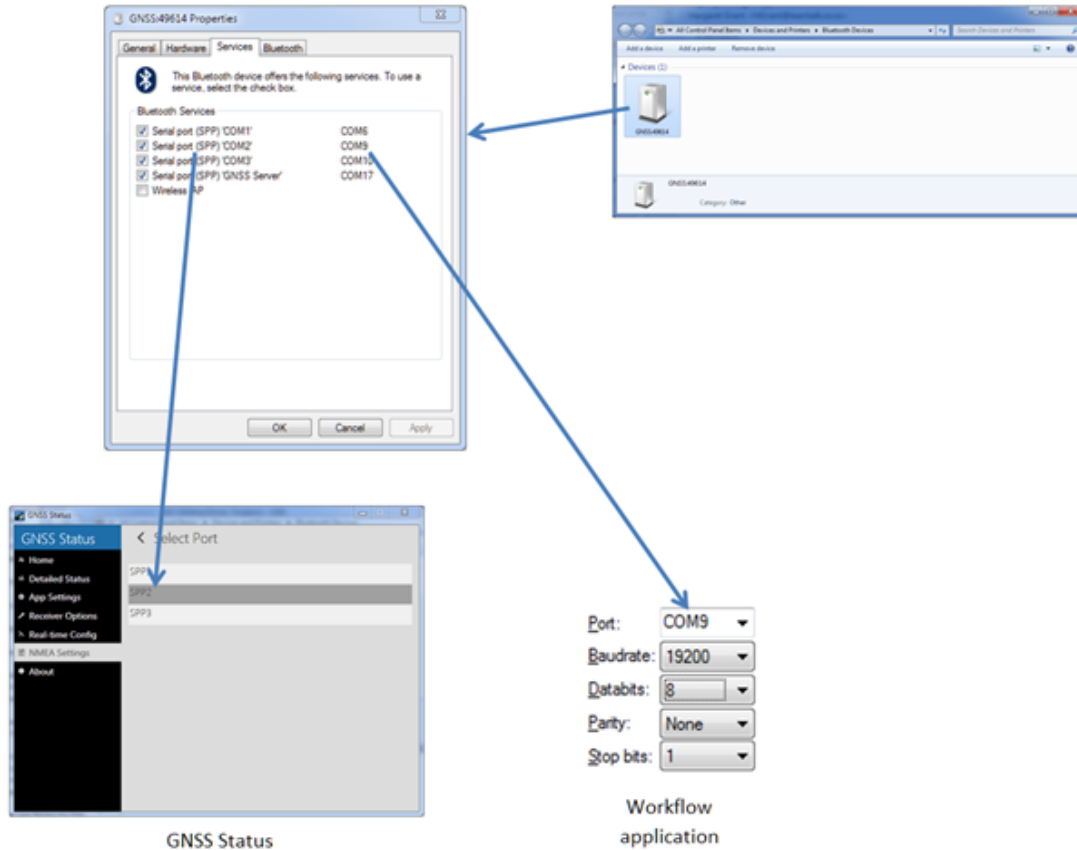 GNSS:49614 Properties
General Hardware Services Bluetooth
This Bluetooth device offers the following services. To use a
service, select the check box.
Bluetooth Services
Serial port (SPP) 'COM1' COM6
Serial port (SPP) 'COM2' COM9
Serial port (SPP) 'COM3' COM10
Serial port (SPP) 'GNSS Server' COM17
Wireless AP
OK Cancel Apply
All Control Panel Items Devices and Printers Bluetooth Devices
Search Devices and Printers
Add a device Add a printer Remove device
Devices (1)
GNSS:49614
GNSS:49614
Category: Other
GNSS Status
GNSS Status
Select Port
Home
Detailed Status
App Settings
Receiver Options
Real-time Config
NMEA Settings
About
SPP1
SPP2
SPP3
GNSS Status
Port: COM9
Baudrate: 19200
Databits: 8
Parity: None
Stop bits: 1
Workflow
application